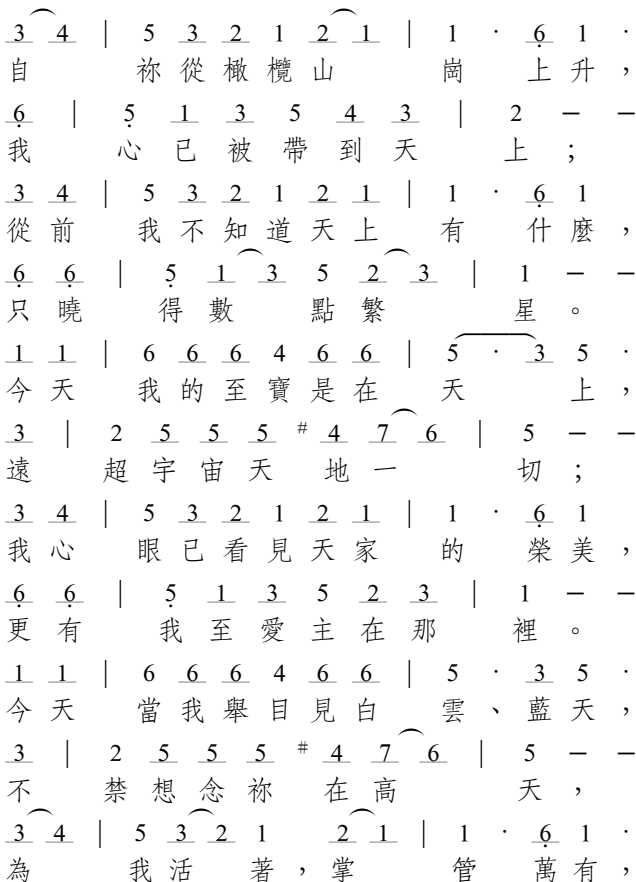 3 4 | 5 3 2 1 2 1 | 1 · 6 1 ·
自 祢從橄欖山 崗 上升，
6 | 5 1 3 5 4 3 | 2 – –
我 心已被帶到天 上；
3 4 | 5 3 2 1 2 1 | 1 · 6 1
從前 我不知道天上 有 什麼，
6 6 | 5 1 3 5 2 3 | 1 – –
只曉 得數 點繁 星。
1 1 | 6 6 6 4 6 6 | 5 · 3 5 ·
今天 我的至寶是在 天 上，
3 | 2 5 5 5 #4 7 6 | 5 – –
遠 超宇宙天 地一 切；
3 4 | 5 3 2 1 2 1 | 1 · 6 1
我心 眼已看見天家 的 榮美，
6 6 | 5 1 3 5 2 3 | 1 – –
更有 我至愛主在那 裡。
1 1 | 6 6 6 4 6 6 | 5 · 3 5 ·
今天 當我舉目見白 雲、藍天，
3 | 2 5 5 5 #4 7 6 | 5 – –
不 禁想念祢 在高 天，
3 4 | 5 3 2 1 2 1 | 1 · 6 1 ·
為 我活 著，掌 管 萬有，